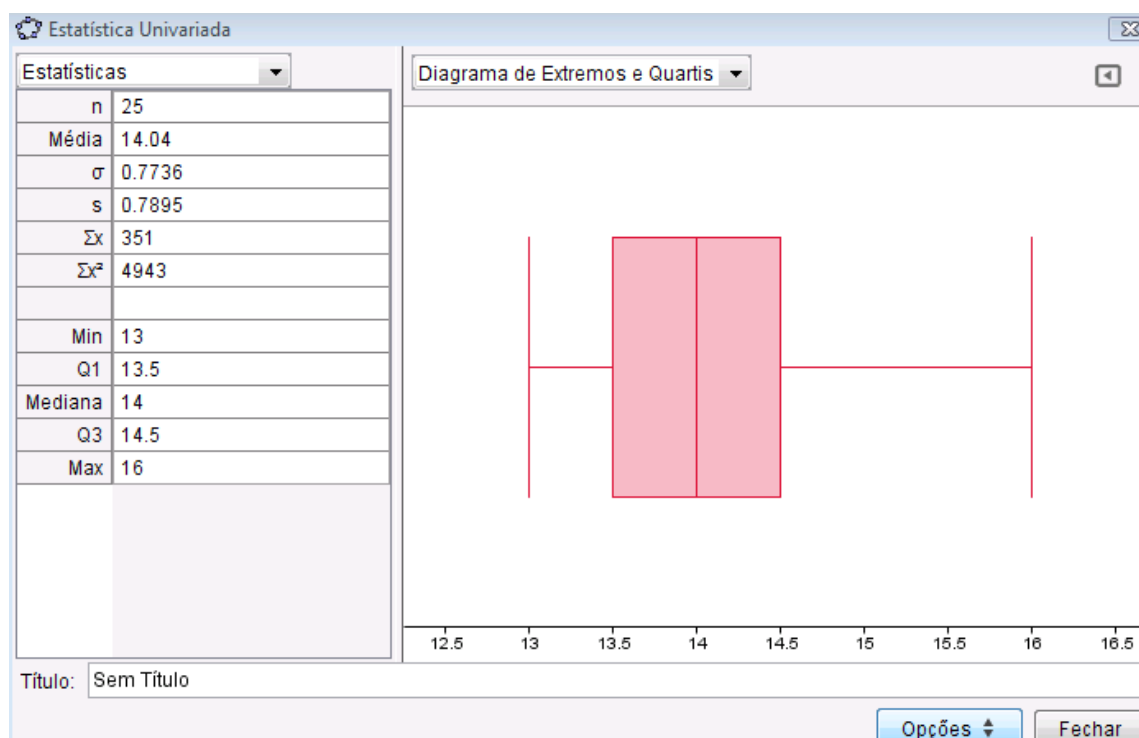 Estatística Univariada
Estatísticas
n 25
Média 14.04
σ 0.7736
s 0.7895
Σx 351
Σx² 4943
Min 13
Q1 13.5
Mediana 14
Q3 14.5
Max 16
Diagrama de Extremos e Quartis
12.5 13 13.5 14 14.5 15 15.5 16 16.5
Título: Sem Título
Opções Fechar